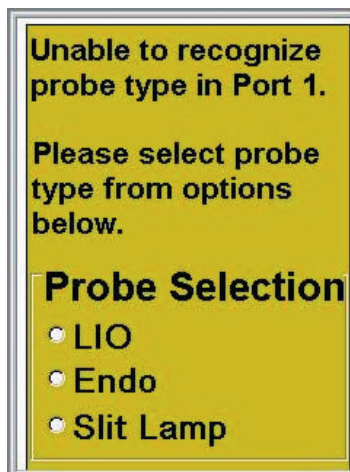 Unable to recognize
probe type in Port 1.
Please select probe
type from options
below.
Probe Selection
LIO
Endo
Slit Lamp